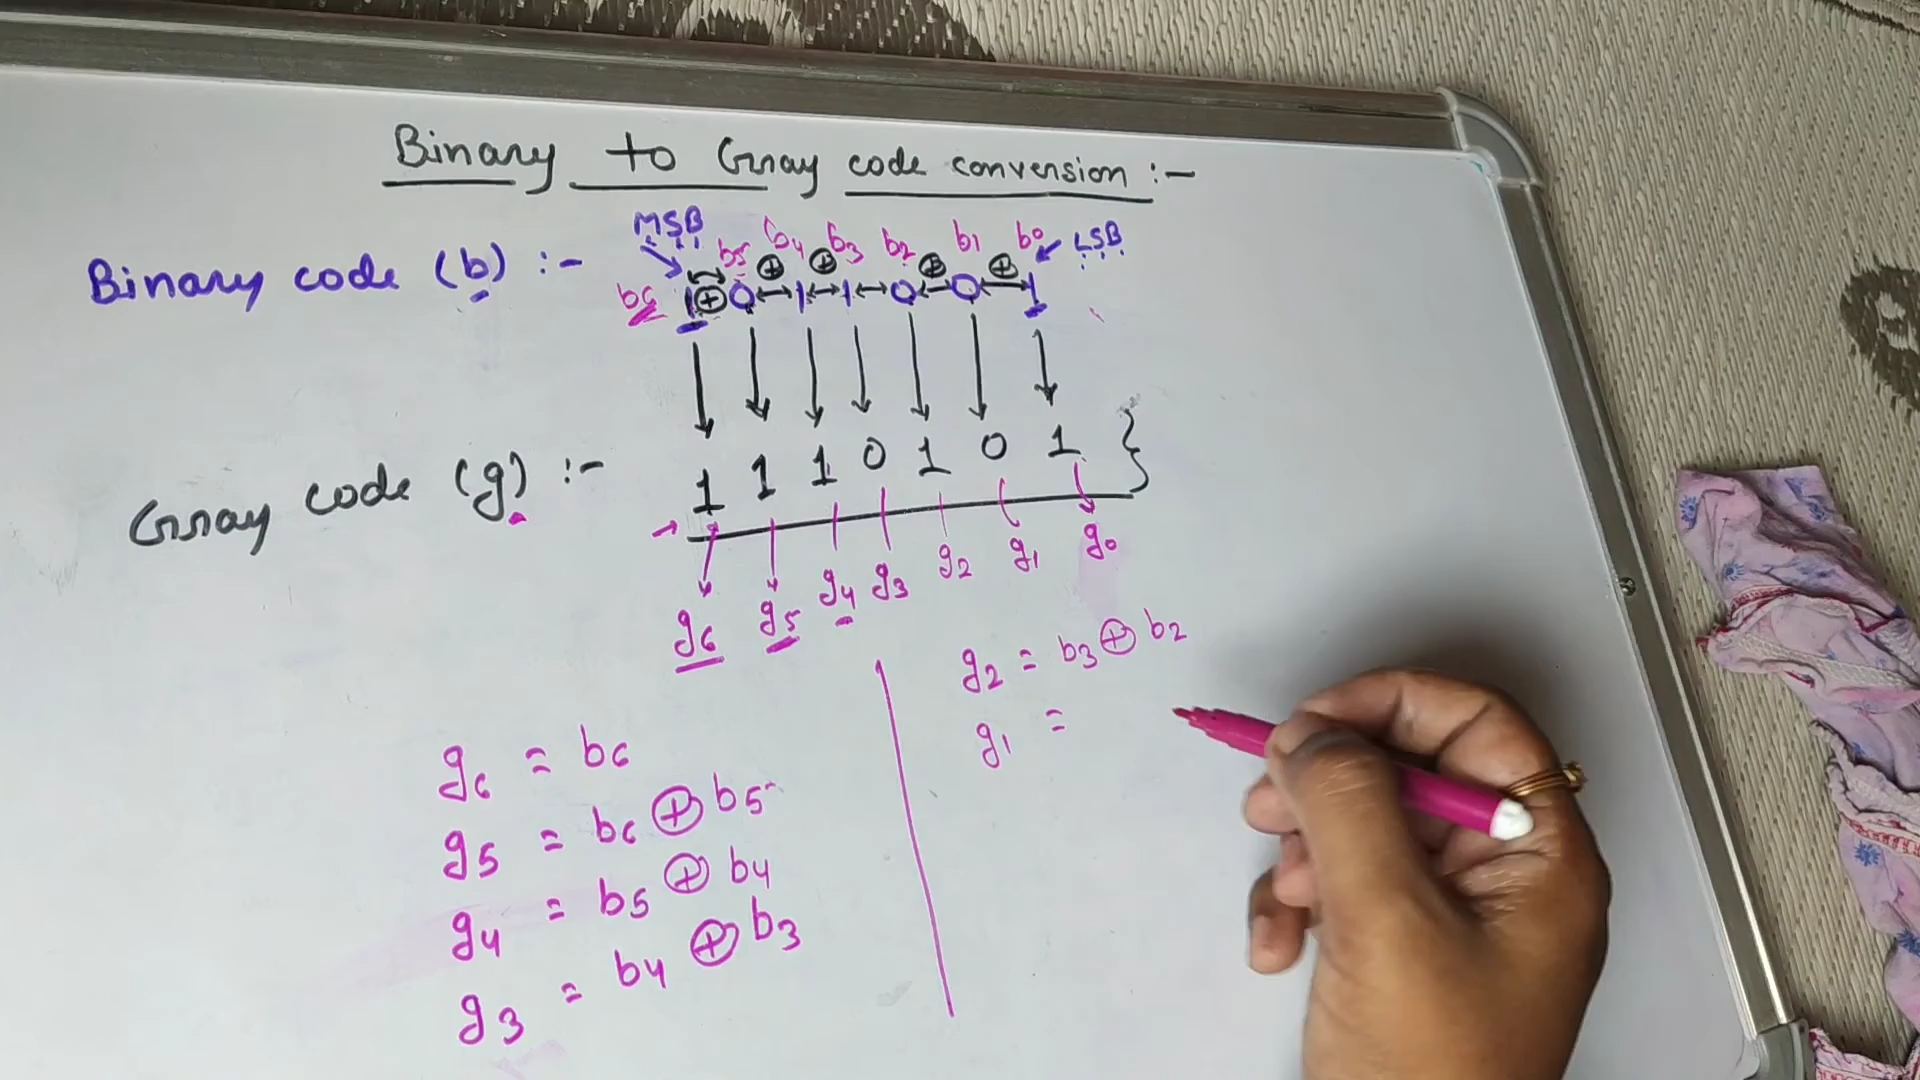 Binary to Gray code conversion :-
MSB b5 b4 b3 b2 b1 b0 LSB
⊕ ⊕ ⊕ ⊕
Binary code (b) :- b6 1 ⊕ 0 1 1 0 0 1
Gray code (g) :- 1 1 1 0 1 0 1 }
g6 g5 g4 g3 g2 g1 g0
g6 = b6
g5 = b6 ⊕ b5
g4 = b5 ⊕ b4
g3 = b4 ⊕ b3
g2 = b3 ⊕ b2
g1 =